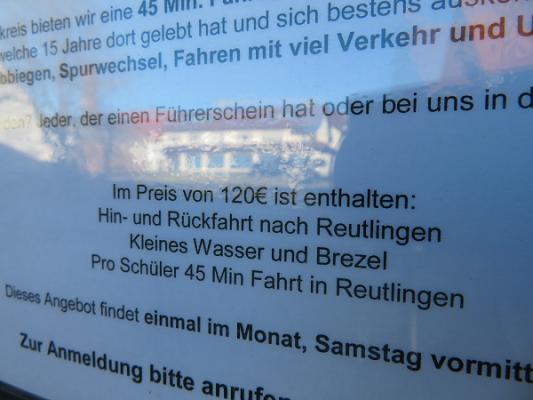 kreis bieten wir eine 45 Min.
welche 15 Jahre dort gelebt hat und sich bestens
Abbiegen, Spurwechsel, Fahren mit viel Verkehr und U
den? Jeder, der einen Führerschein hat oder bei uns in d
Im Preis von 120€ ist enthalten:
Hin- und Rückfahrt nach Reutlingen
Kleines Wasser und Brezel
Pro Schüler 45 Min Fahrt in Reutlingen
Dieses Angebot findet einmal im Monat, Samstag vormitt
Zur Anmeldung bitte anrufen